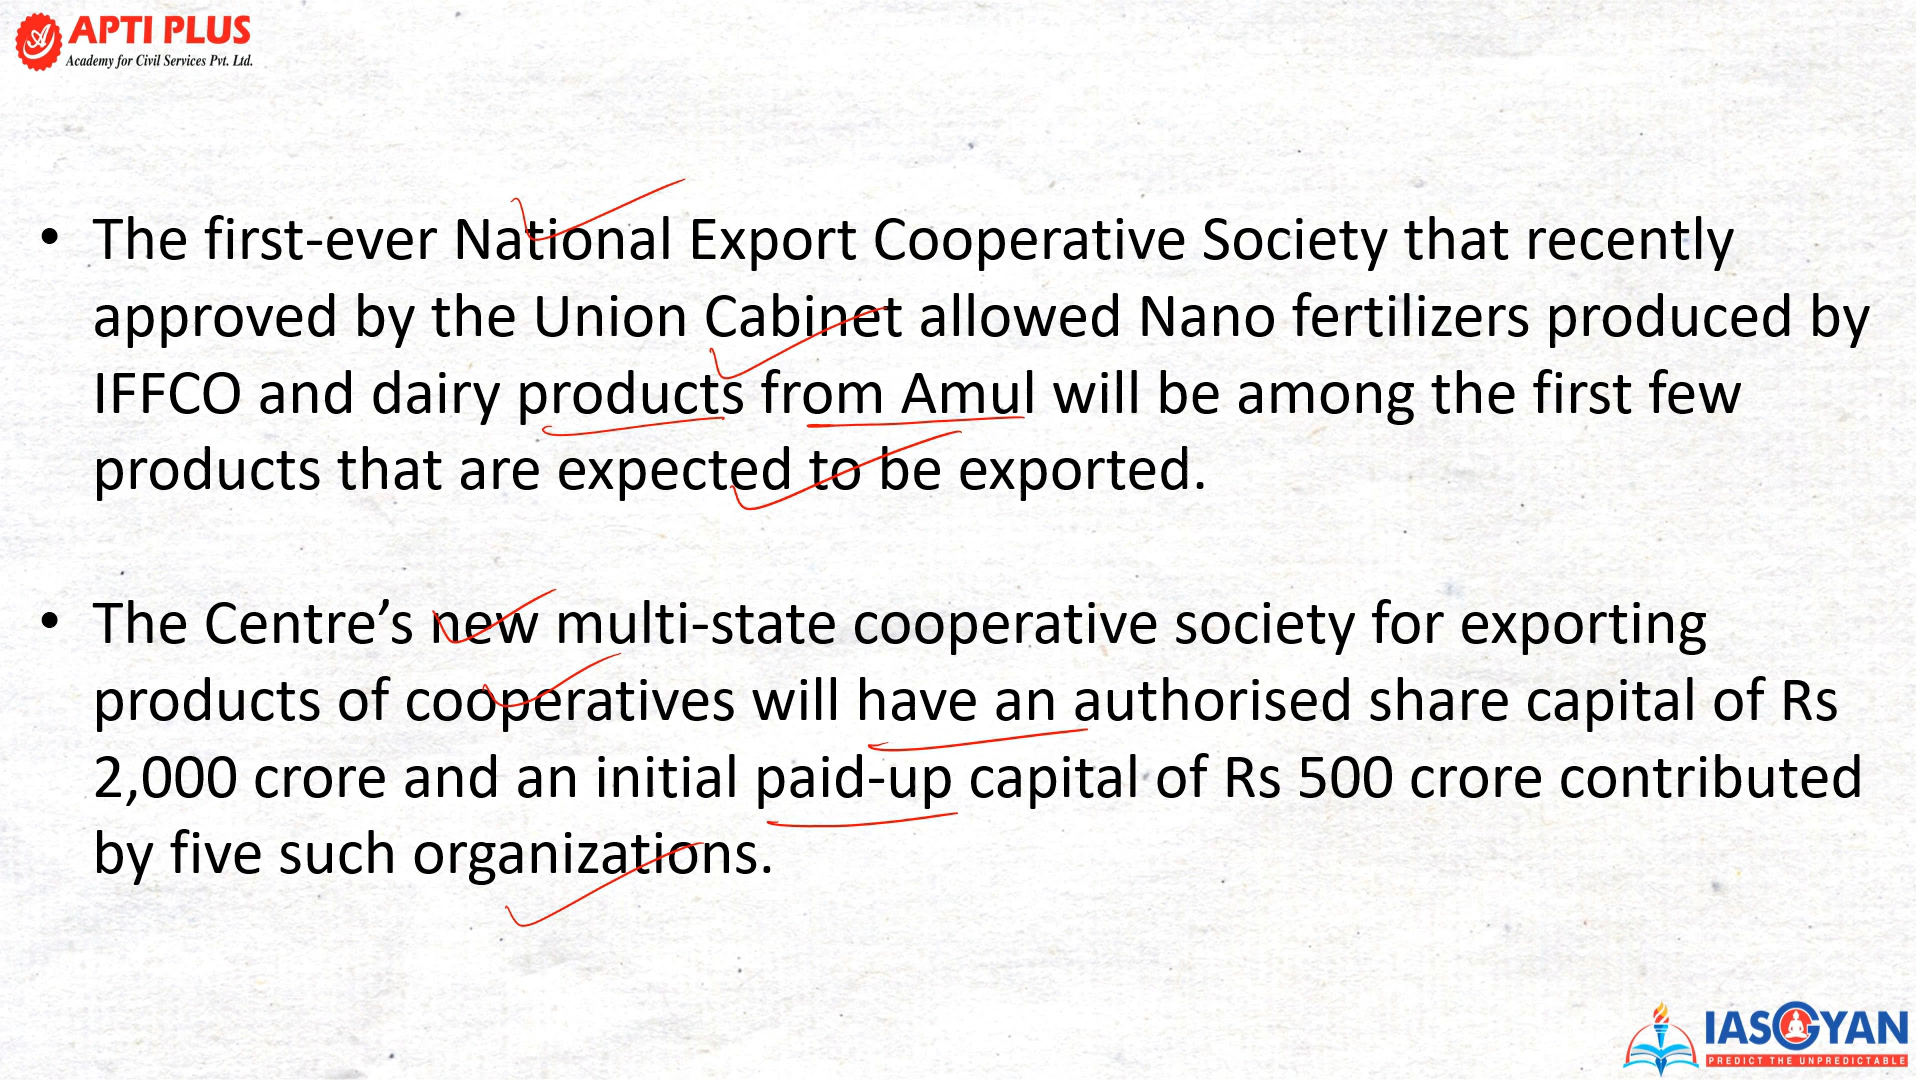 APTI PLUS
Academy for Civil Services Pvt. Ltd.
• The first-ever National Export Cooperative Society that recently
approved by the Union Cabinet allowed Nano fertilizers produced by
IFFCO and dairy products from Amul will be among the first few
products that are expected to be exported.
• The Centre’s new multi-state cooperative society for exporting
products of cooperatives will have an authorised share capital of Rs
2,000 crore and an initial paid-up capital of Rs 500 crore contributed
by five such organizations.
IASGYAN
PREDICT THE UNPREDICTABLE